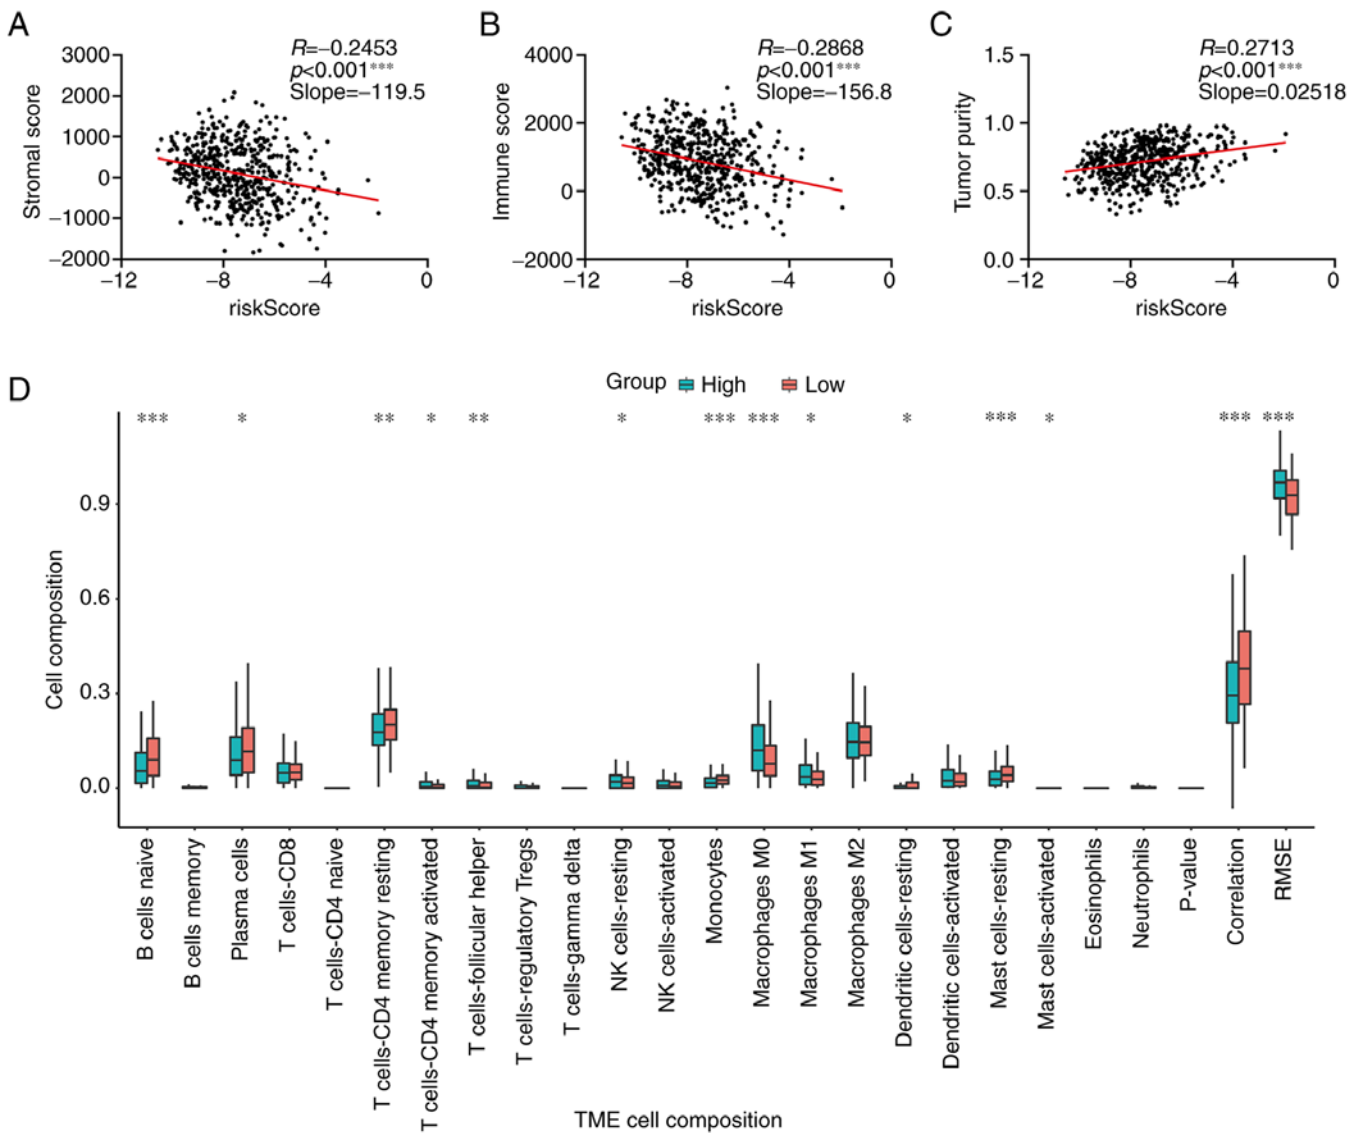 A
R=−0.2453
p<0.001***
Slope=−119.5
3000
2000
1000
0
−1000
−2000
Stromal score
−12
−8
−4
0
riskScore
B
R=−0.2868
p<0.001***
Slope=−156.8
4000
2000
0
−2000
Immune score
−12
−8
−4
0
riskScore
C
R=0.2713
p<0.001***
Slope=0.02518
1.5
1.0
0.5
0.0
Tumor purity
−12
−8
−4
0
riskScore
D
Group High Low
*** * ** * ** * *** *** * * *** * *** ***
0.9
0.6
0.3
0.0
Cell composition
B cells naive
B cells memory
Plasma cells
T cells-CD8
T cells-CD4 naive
T cells-CD4 memory resting
T cells-CD4 memory activated
T cells-follicular helper
T cells-regulatory Tregs
T cells-gamma delta
NK cells-resting
NK cells-activated
Monocytes
Macrophages M0
Macrophages M1
Macrophages M2
Dendritic cells-resting
Dendritic cells-activated
Mast cells-resting
Mast cells-activated
Eosinophils
Neutrophils
P-value
Correlation
RMSE
TME cell composition